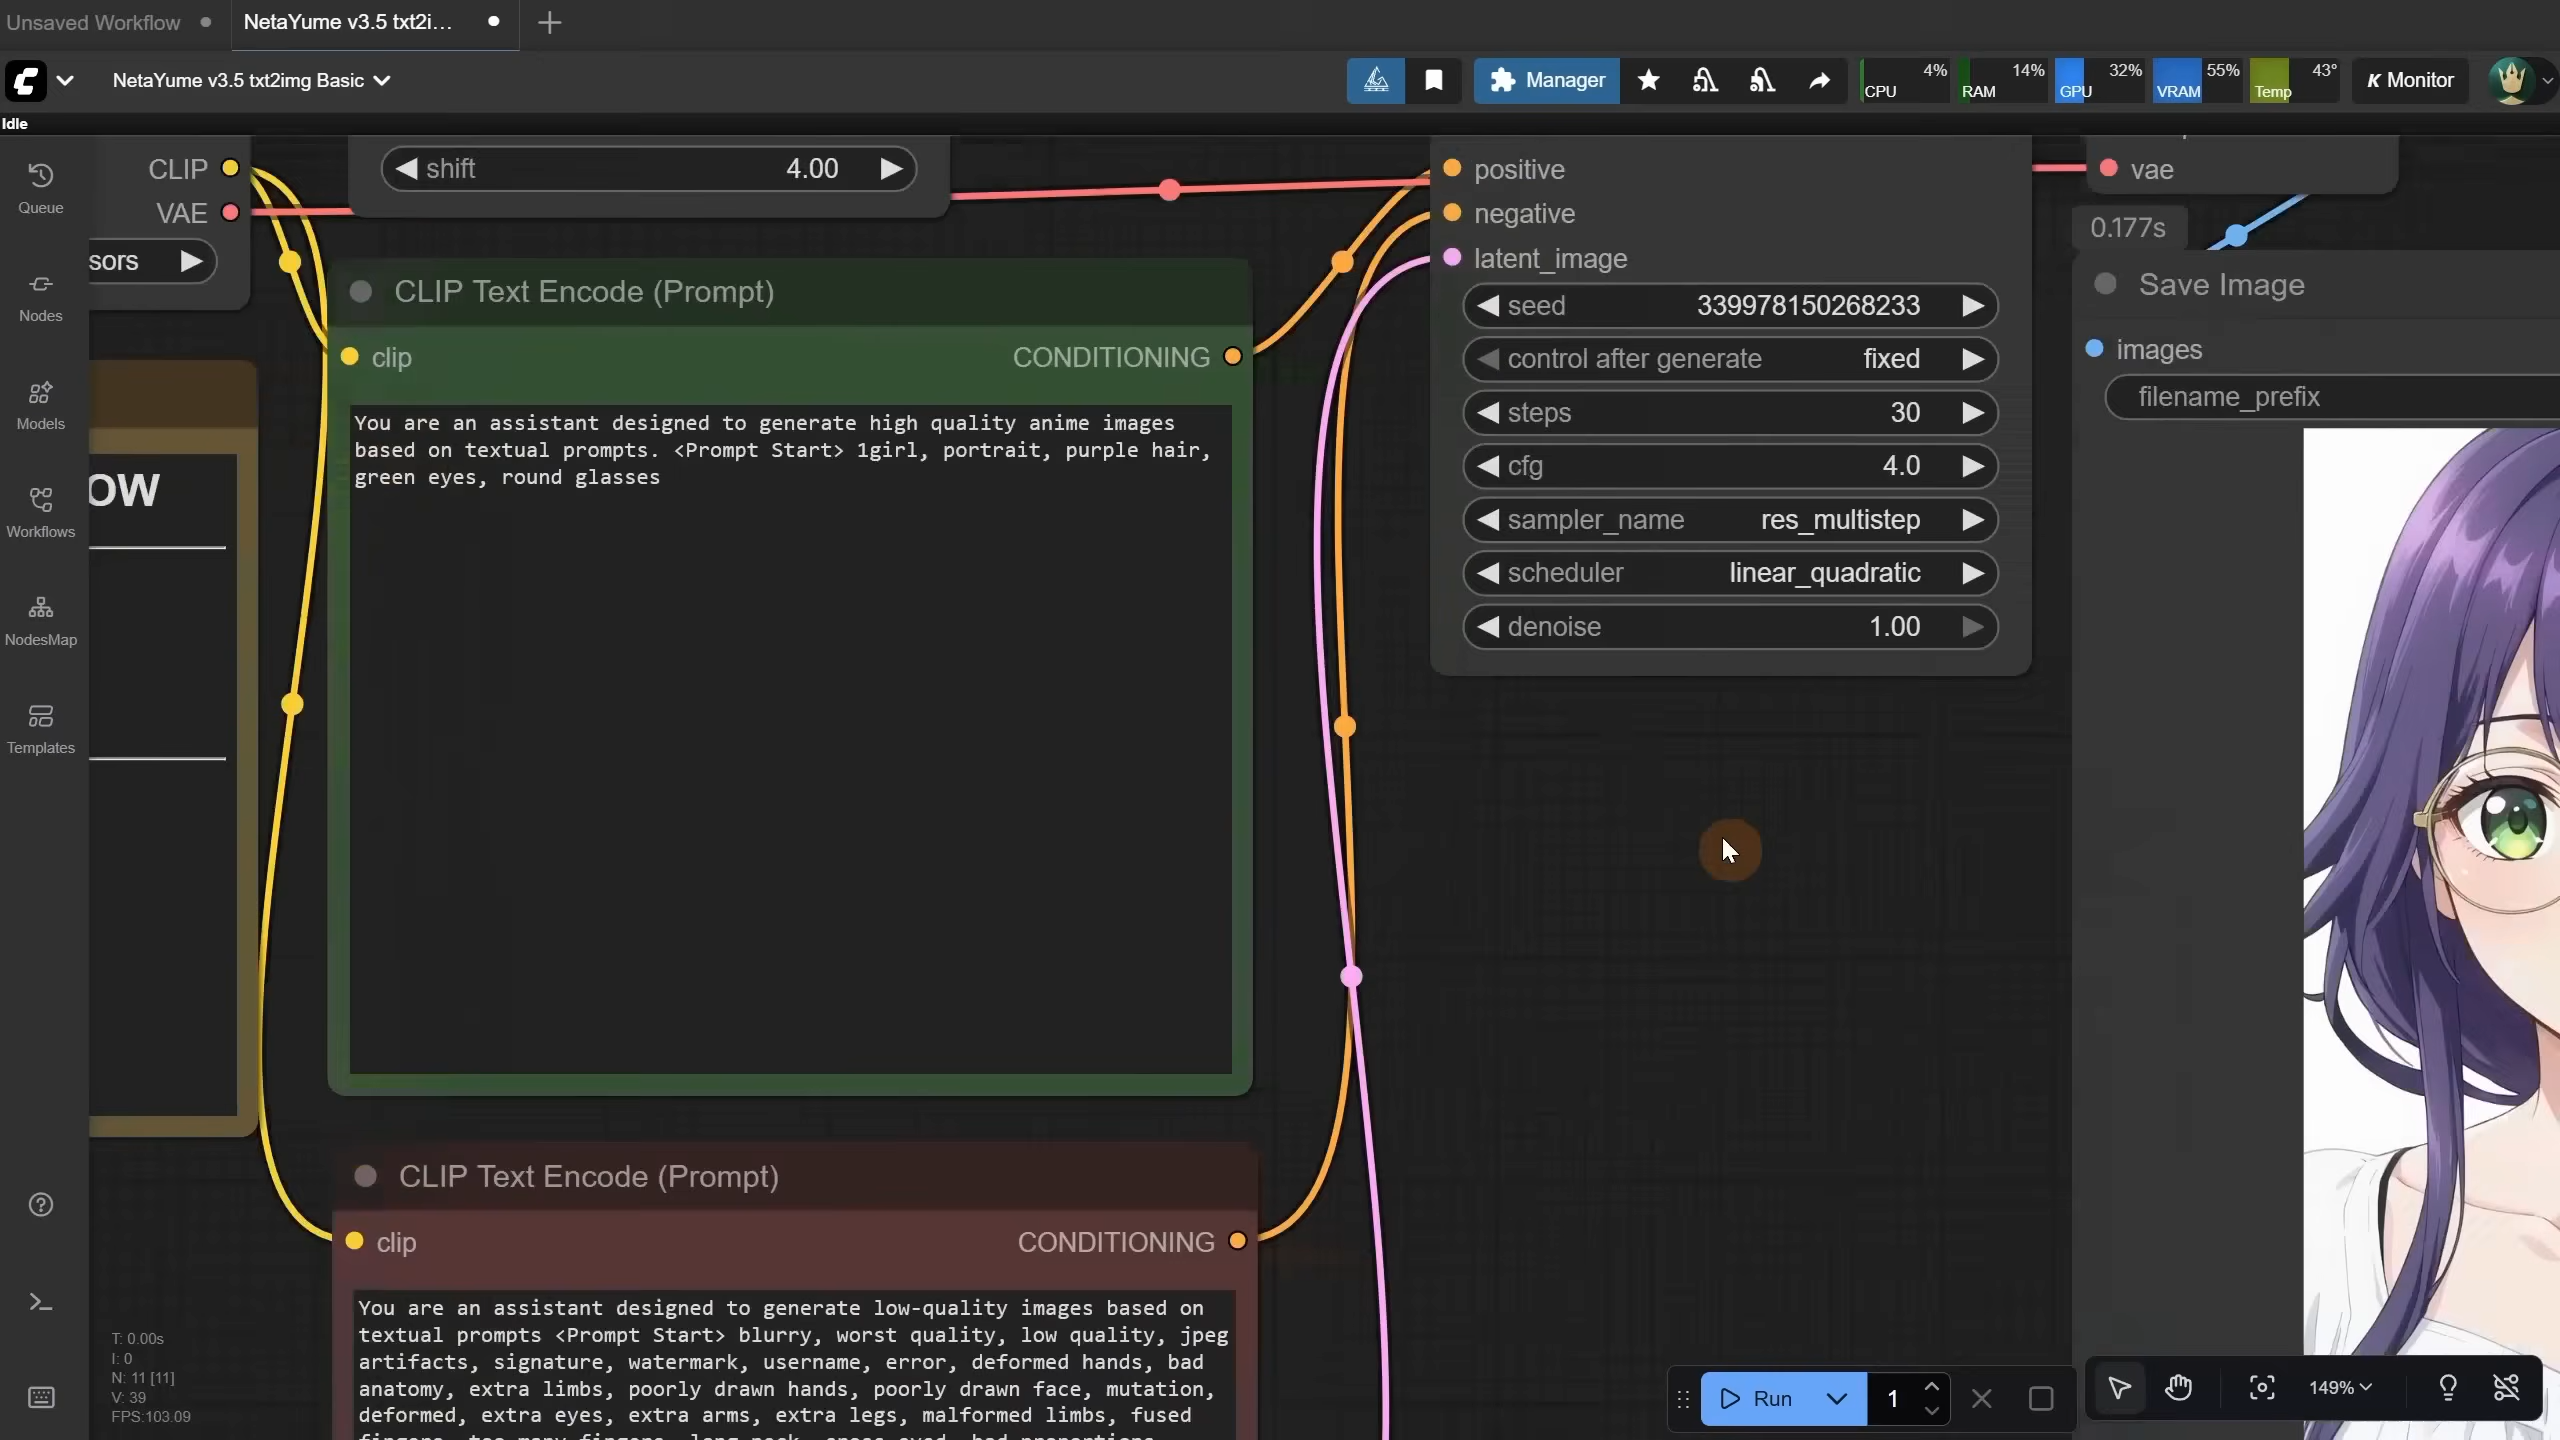 Unsaved Workflow
NetaYume v3.5 txt2i...
NetaYume v3.5 txt2img Basic
Manager
CPU 4%
RAM 14%
GPU 32%
VRAM 55%
Temp 43°
K Monitor
Idle
Queue
Nodes
Models
Workflows
NodesMap
Templates
CLIP
VAE
sors
OW
shift 4.00
CLIP Text Encode (Prompt)
clip CONDITIONING
You are an assistant designed to generate high quality anime images
based on textual prompts. <Prompt Start> 1girl, portrait, purple hair,
green eyes, round glasses
CLIP Text Encode (Prompt)
clip CONDITIONING
You are an assistant designed to generate low-quality images based on
textual prompts <Prompt Start> blurry, worst quality, low quality, jpeg
artifacts, signature, watermark, username, error, deformed hands, bad
anatomy, extra limbs, poorly drawn hands, poorly drawn face, mutation,
deformed, extra eyes, extra arms, extra legs, malformed limbs, fused
positive
negative
latent_image
seed 339978150268233
control after generate fixed
steps 30
cfg 4.0
sampler_name res_multistep
scheduler linear_quadratic
denoise 1.00
vae
0.177s
Save Image
images
filename_prefix
T: 0.00s
I: 0
N: 11 [11]
V: 39
FPS:103.09
Run
1
149%